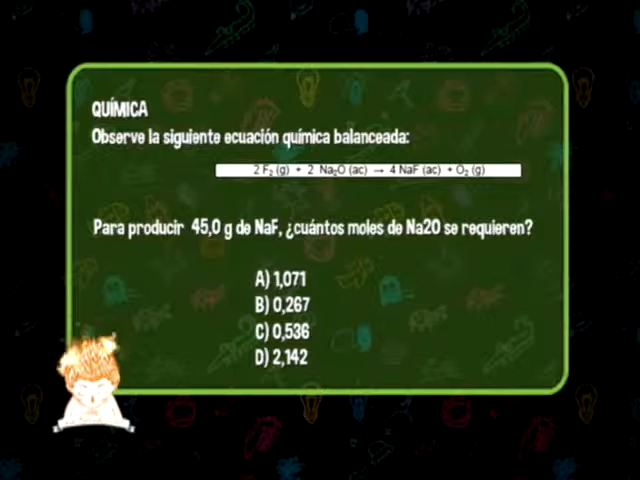 QUÍMICA
Observe la siguiente ecuación química balanceada:
2 F₂ (g) + 2 Na₂O (ac) → 4 NaF (ac) + O₂ (g)
Para producir 45,0 g de NaF, ¿cuántos moles de Na2O se requieren?
A) 1,071
B) 0,267
C) 0,536
D) 2,142